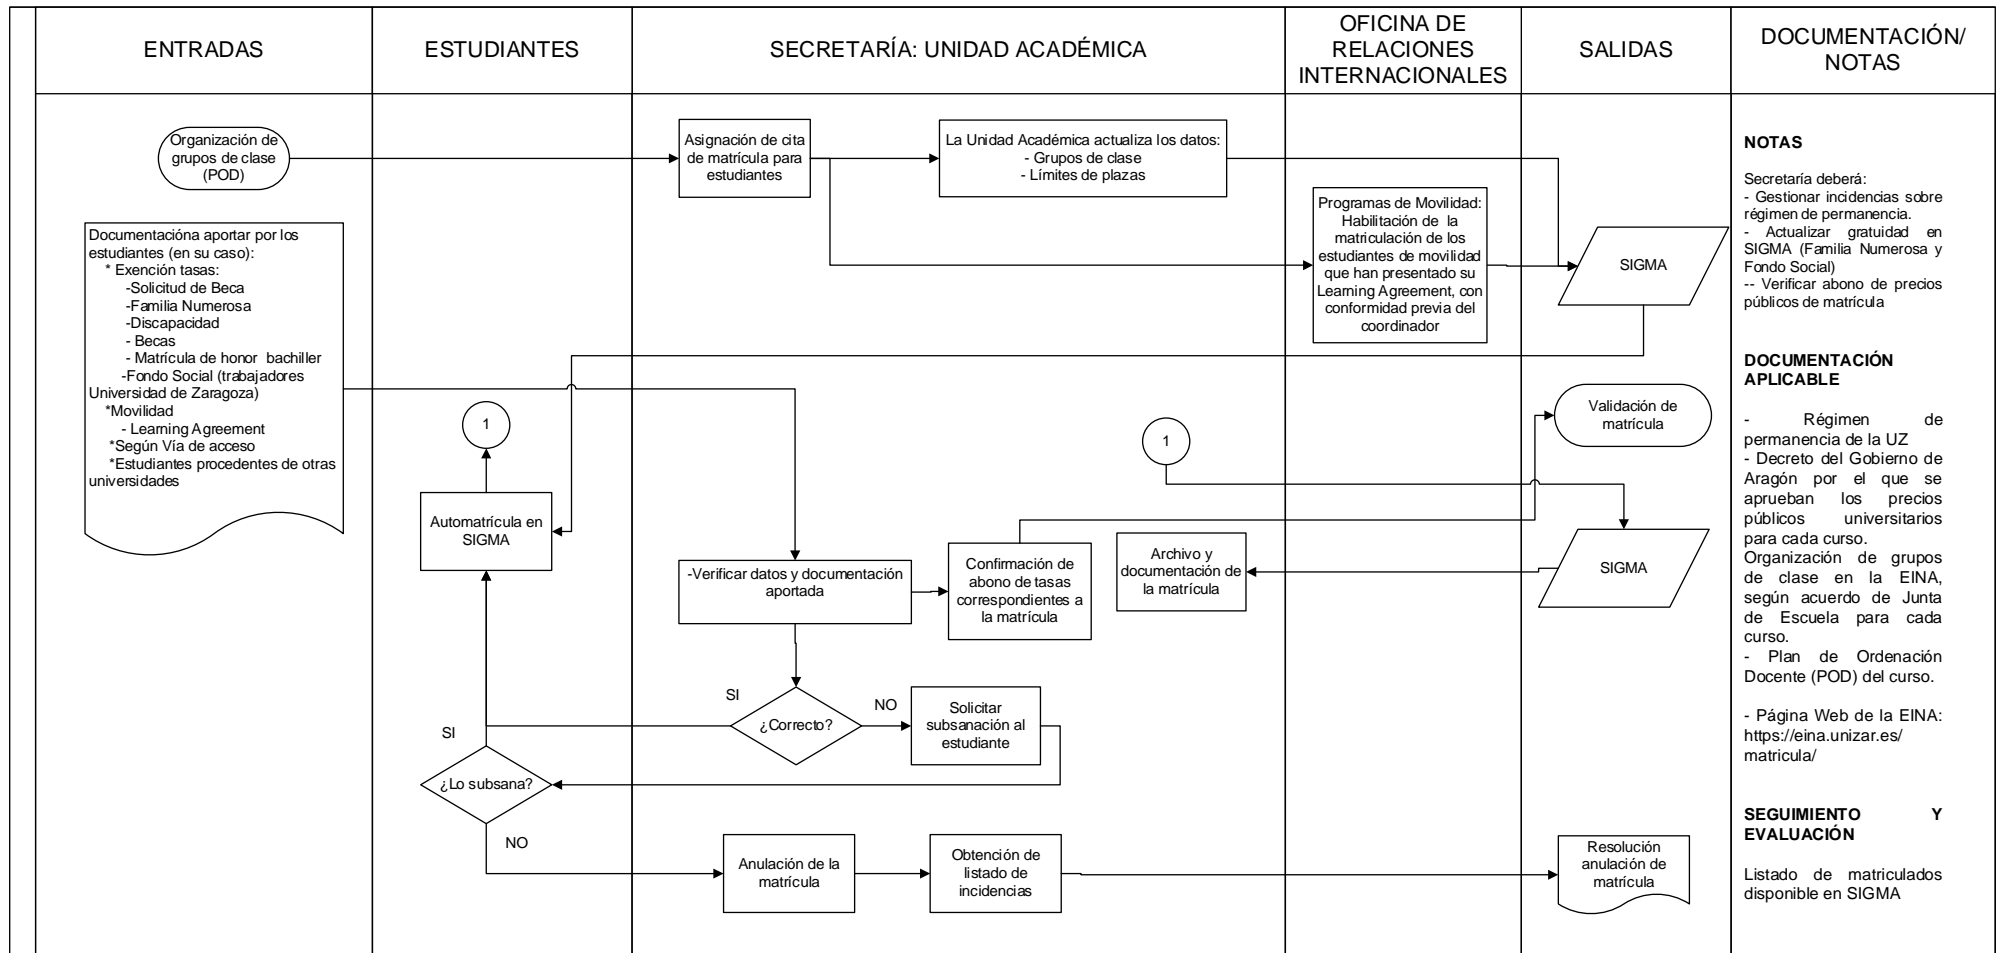 ENTRADAS
ESTUDIANTES
SECRETARÍA: UNIDAD ACADÉMICA
OFICINA DE
RELACIONES
INTERNACIONALES
SALIDAS
DOCUMENTACIÓN/
NOTAS
Organización de
grupos de clase
(POD)
Asignación de cita
de matrícula para
estudiantes
La Unidad Académica actualiza los datos:
- Grupos de clase
- Límites de plazas
Programas de Movilidad:
Habilitación de la
matriculación de los
estudiantes de movilidad
que han presentado su
Learning Agreement, con
conformidad previa del
coordinador
SIGMA
Documentacióna aportar por los
estudiantes (en su caso):
* Exención tasas:
-Solicitud de Beca
-Familia Numerosa
-Discapacidad
- Becas
- Matrícula de honor bachiller
-Fondo Social (trabajadores
Universidad de Zaragoza)
*Movilidad
- Learning Agreement
*Según Vía de acceso
*Estudiantes procedentes de otras
universidades
1
Automatrícula en
SIGMA
-Verificar datos y documentación
aportada
Confirmación de
abono de tasas
correspondientes a
la matrícula
1
Archivo y
documentación de
la matrícula
Validación de
matrícula
SIGMA
SI
¿Correcto?
NO
Solicitar
subsanación al
estudiante
SI
¿Lo subsana?
NO
Anulación de la
matrícula
Obtención de
listado de
incidencias
Resolución
anulación de
matrícula
NOTAS
Secretaría deberá:
- Gestionar incidencias sobre
régimen de permanencia.
- Actualizar gratuidad en
SIGMA (Familia Numerosa y
Fondo Social)
-- Verificar abono de precios
públicos de matrícula
DOCUMENTACIÓN
APLICABLE
- Régimen de
permanencia de la UZ
- Decreto del Gobierno de
Aragón por el que se
aprueban los precios
públicos universitarios
para cada curso.
Organización de grupos
de clase en la EINA,
según acuerdo de Junta
de Escuela para cada
curso.
- Plan de Ordenación
Docente (POD) del curso.
- Página Web de la EINA:
https://eina.unizar.es/
matricula/
SEGUIMIENTO Y
EVALUACIÓN
Listado de matriculados
disponible en SIGMA